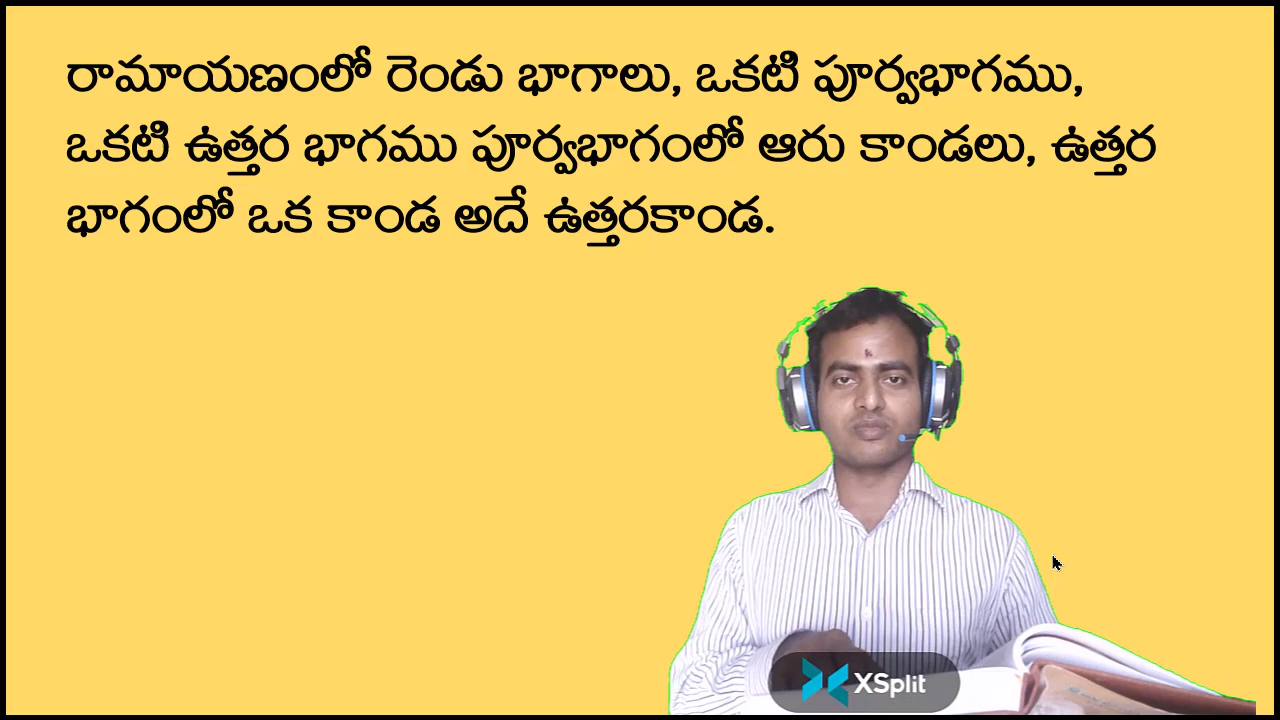 రామాయణంలో రెండు భాగాలు, ఒకటి పూర్వభాగము,
ఒకటి ఉత్తర భాగము పూర్వభాగంలో ఆరు కాండలు, ఉత్తర
భాగంలో ఒక కాండ అదే ఉత్తరకాండ.
XSplit